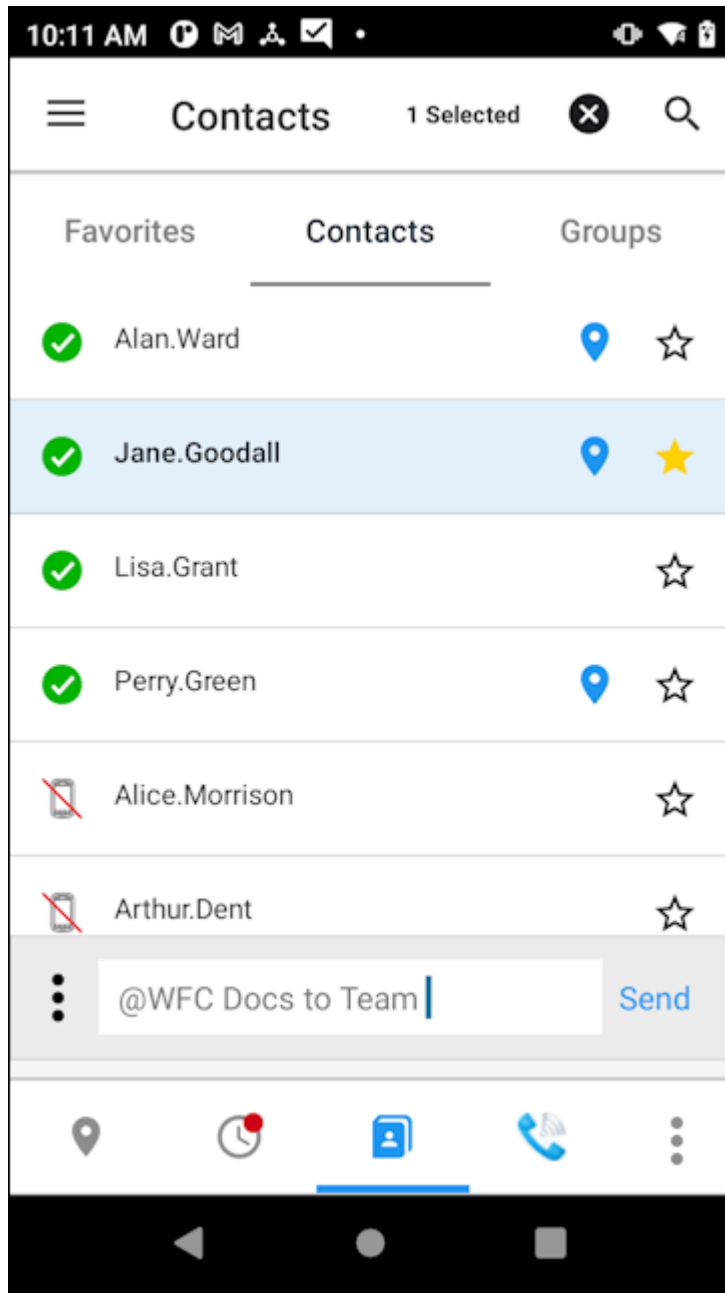 10:11 AM
Contacts 1 Selected
Favorites Contacts Groups
Alan.Ward
Jane.Goodall
Lisa.Grant
Perry.Green
Alice.Morrison
Arthur.Dent
@WFC Docs to Team Send